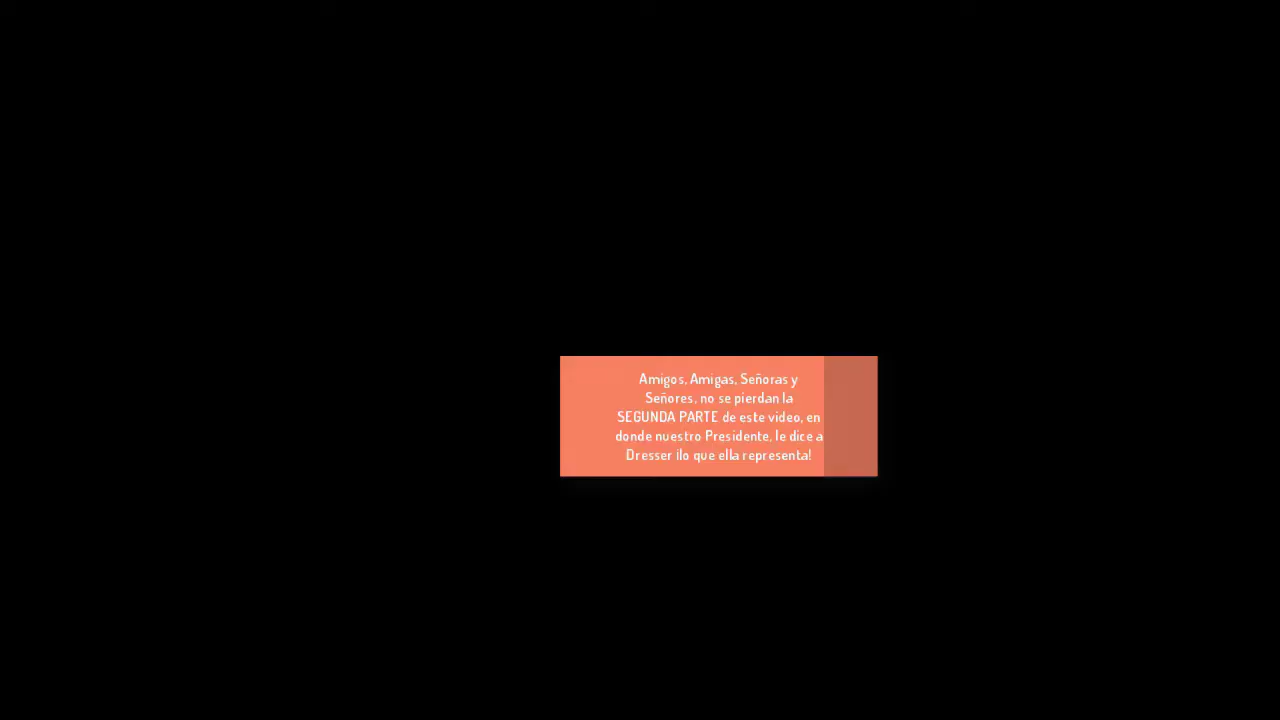 Amigos, Amigas, Señoras y
Señores, no se pierdan la
SEGUNDA PARTE de este video, en
donde nuestro Presidente, le dice a
Dresser ¡lo que ella representa!